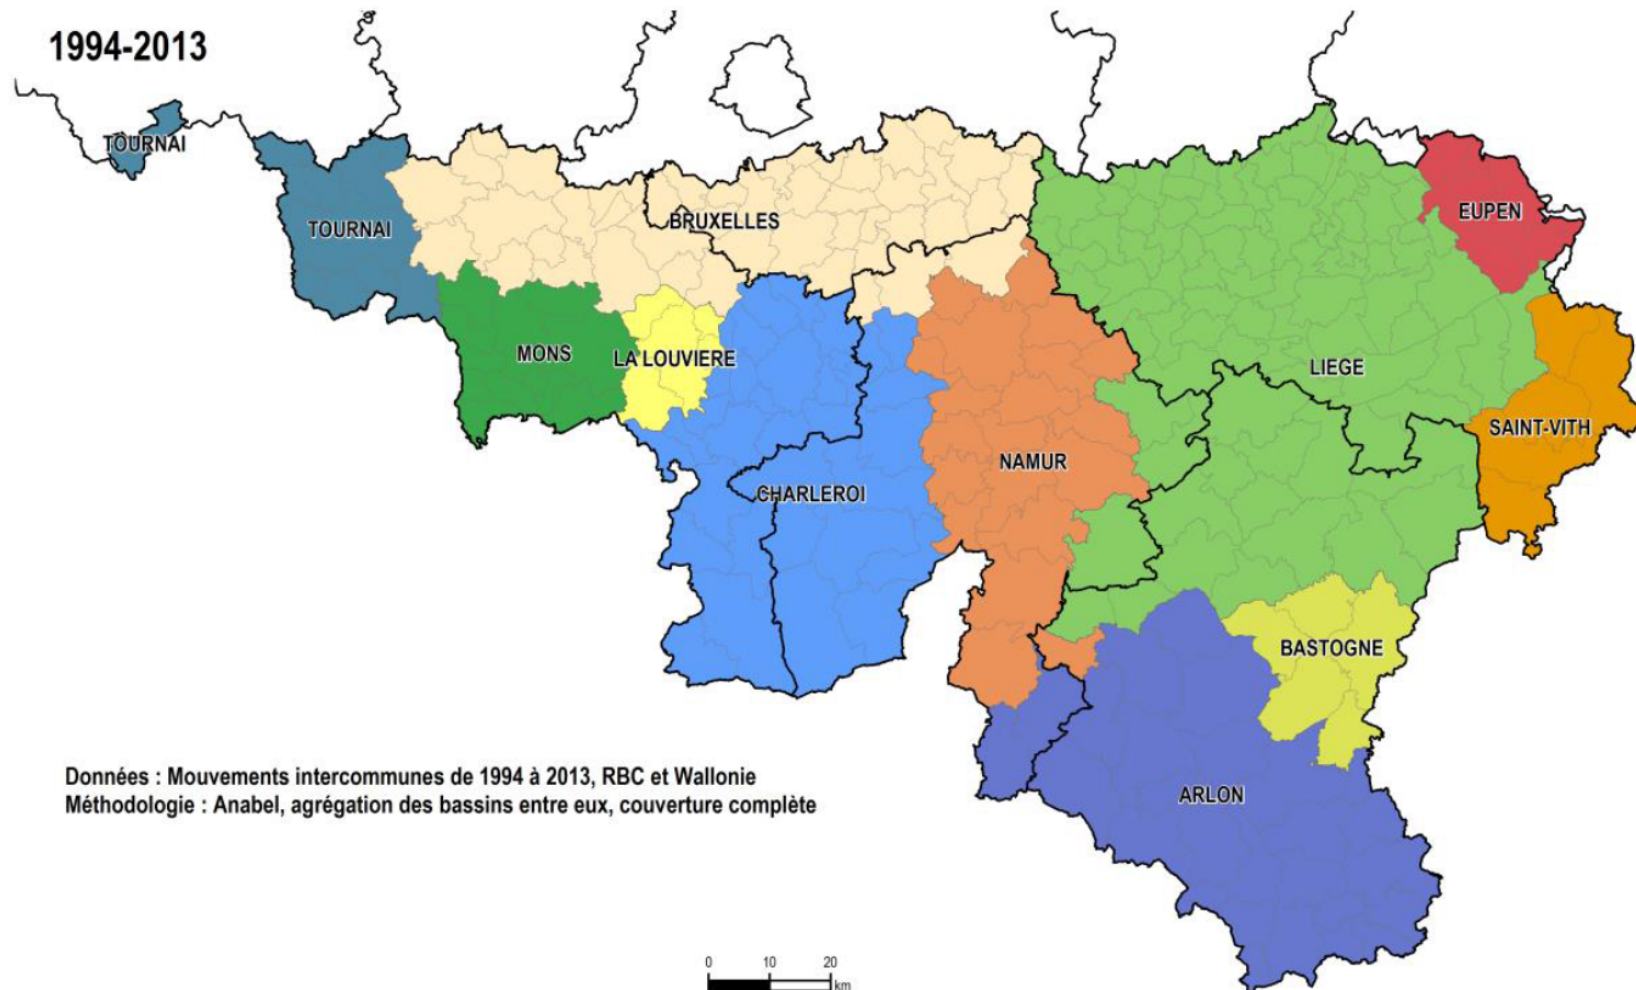 1994-2013
TOURNAI
TOURNAI
BRUXELLES
EUPEN
MONS
LA LOUVIERE
LIEGE
SAINT-VITH
NAMUR
CHARLEROI
BASTOGNE
ARLON
Données : Mouvements intercommunes de 1994 à 2013, RBC et Wallonie
Méthodologie : Anabel, agrégation des bassins entre eux, couverture complète
0 10 20
km